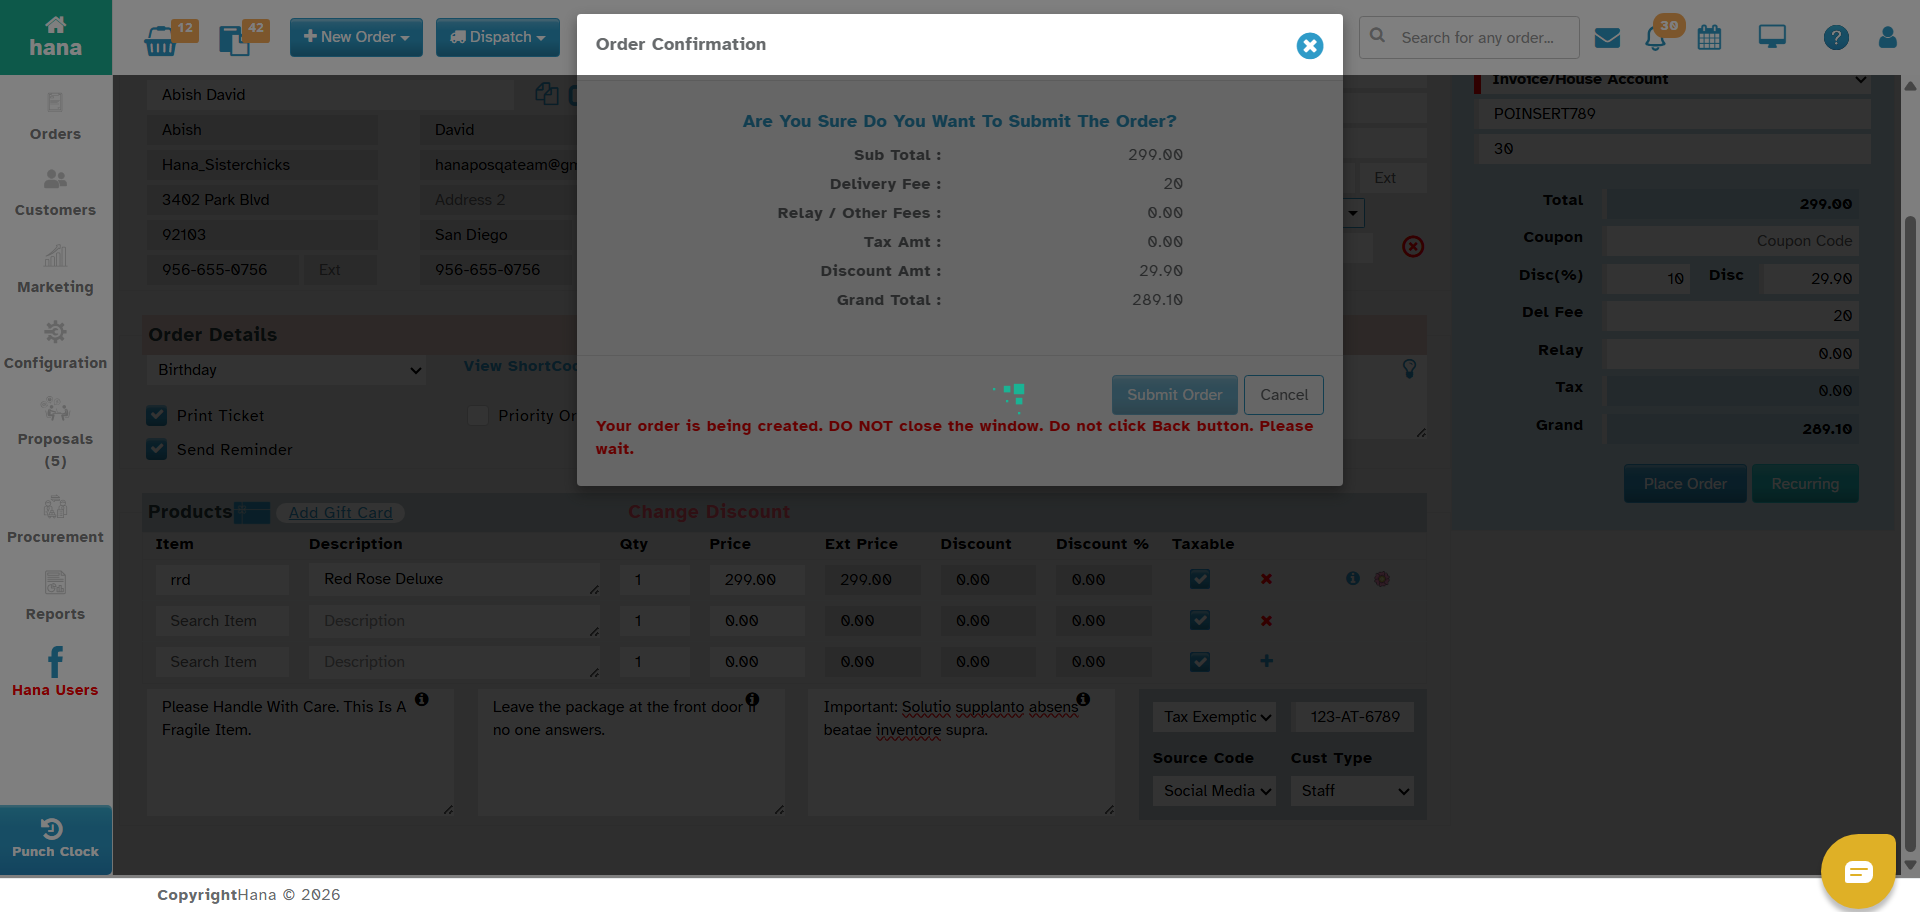 hana
12
42
New Order
Dispatch
Order Confirmation
Search for any order...
30
Orders
Customers
Marketing
Configuration
Proposals
(5)
Procurement
Reports
Hana Users
Punch Clock
Abish David
Abish
David
Hana_Sisterchicks
hanaposqateam@gm
3402 Park Blvd
Address 2
92103
San Diego
956-655-0756
Ext
956-655-0756
Ext
Are You Sure Do You Want To Submit The Order?
Sub Total : 299.00
Delivery Fee : 20
Relay / Other Fees : 0.00
Tax Amt : 0.00
Discount Amt : 29.90
Grand Total : 289.10
Submit Order
Cancel
Your order is being created. DO NOT close the window. Do not click Back button. Please
wait.
Invoice/House Account
POINSERT789
30
Total 299.00
Coupon Coupon Code
Disc(%) 10 Disc 29.90
Del Fee 20
Relay 0.00
Tax 0.00
Grand 289.10
Place Order
Recurring
Order Details
Birthday
View ShortCo
Print Ticket
Priority Or
Send Reminder
Products
Add Gift Card
Change Discount
Item Description Qty Price Ext Price Discount Discount % Taxable
rrd Red Rose Deluxe 1 299.00 299.00 0.00 0.00
Search Item Description 1 0.00 0.00 0.00 0.00
Search Item Description 1 0.00 0.00 0.00 0.00
Please Handle With Care. This Is A
Fragile Item.
Leave the package at the front door if
no one answers.
Important: Solutio supplanto absens
beatae inventore supra.
Tax Exemptic
123-AT-6789
Source Code
Cust Type
Social Media
Staff
CopyrightHana © 2026